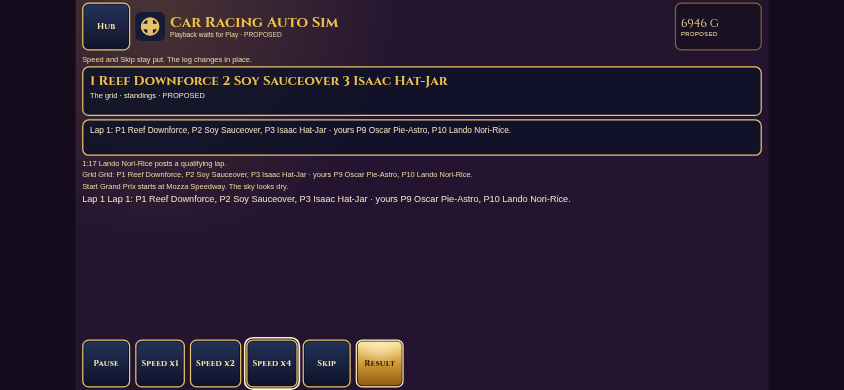 Hub
Car Racing Auto Sim
Playback waits for Play · PROPOSED
6946 G
PROPOSED
Speed and Skip stay put. The log changes in place.
1 Reef Downforce 2 Soy Sauceover 3 Isaac Hat-Jar
The grid · standings · PROPOSED
Lap 1: P1 Reef Downforce, P2 Soy Sauceover, P3 Isaac Hat-Jar · yours P9 Oscar Pie-Astro, P10 Lando Nori-Rice.
1:17 Lando Nori-Rice posts a qualifying lap.
Grid Grid: P1 Reef Downforce, P2 Soy Sauceover, P3 Isaac Hat-Jar · yours P9 Oscar Pie-Astro, P10 Lando Nori-Rice.
Start Grand Prix starts at Mozza Speedway. The sky looks dry.
Lap 1 Lap 1: P1 Reef Downforce, P2 Soy Sauceover, P3 Isaac Hat-Jar · yours P9 Oscar Pie-Astro, P10 Lando Nori-Rice.
Pause
Speed x1
Speed x2
Speed x4
Skip
Result